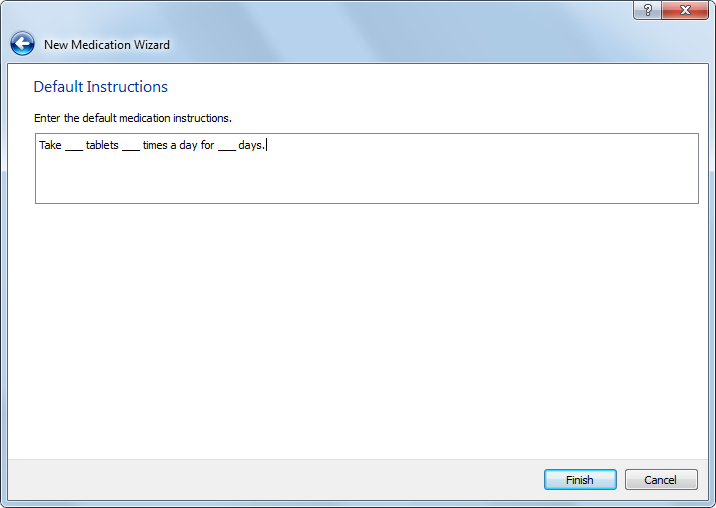 New Medication Wizard
Default Instructions
Enter the default medication instructions.
Take ___ tablets ___ times a day for ___ days.
Finish Cancel